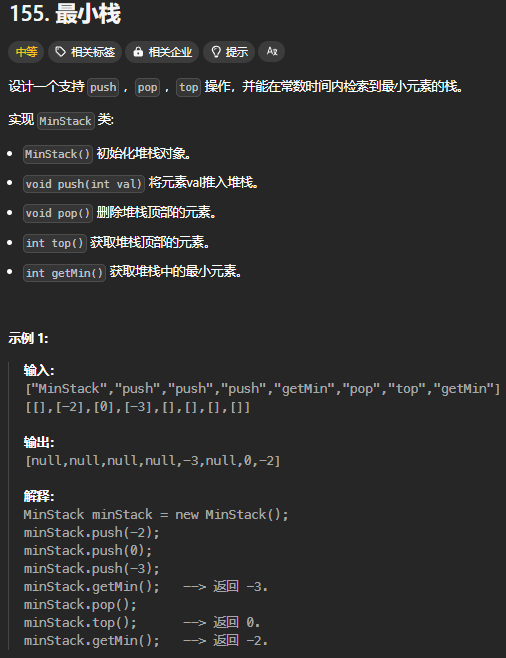 155. 最小栈
中等 相关标签 相关企业 提示 Az
设计一个支持 push ，pop ，top 操作，并能在常数时间内检索到最小元素的栈。
实现 MinStack 类:
• MinStack() 初始化堆栈对象。
• void push(int val) 将元素val推入堆栈。
• void pop() 删除堆栈顶部的元素。
• int top() 获取堆栈顶部的元素。
• int getMin() 获取堆栈中的最小元素。
示例 1:
输入：
["MinStack","push","push","push","getMin","pop","top","getMin"]
[[],[-2],[0],[-3],[],[],[],[]]
输出：
[null,null,null,null,-3,null,0,-2]
解释：
MinStack minStack = new MinStack();
minStack.push(-2);
minStack.push(0);
minStack.push(-3);
minStack.getMin();   --> 返回 -3.
minStack.pop();
minStack.top();      --> 返回 0.
minStack.getMin();   --> 返回 -2.